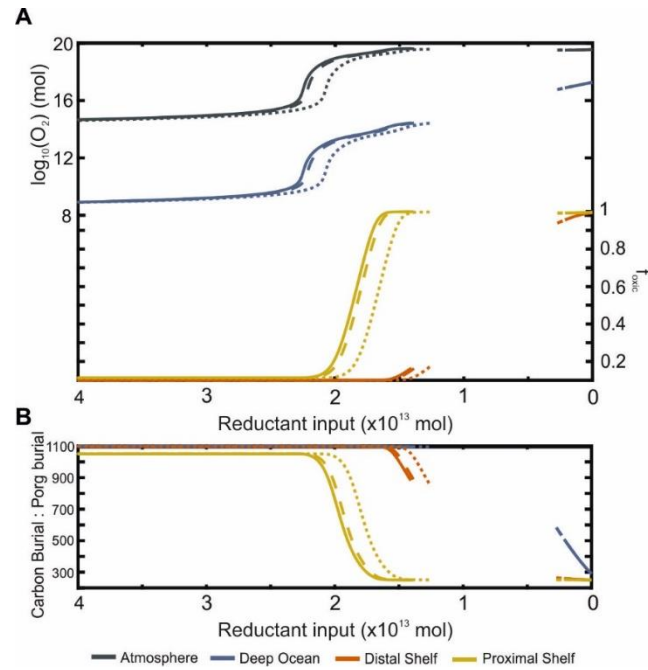 A
log10(O2) (mol)
20
16
12
8
1
0.8
0.6
0.4
0.2
foxic
4 3 2 1 0
Reductant input (x10^13 mol)
B
Carbon Burial : Porg burial
1100
900
700
500
300
4 3 2 1 0
Reductant input (x10^13 mol)
Atmosphere Deep Ocean Distal Shelf Proximal Shelf